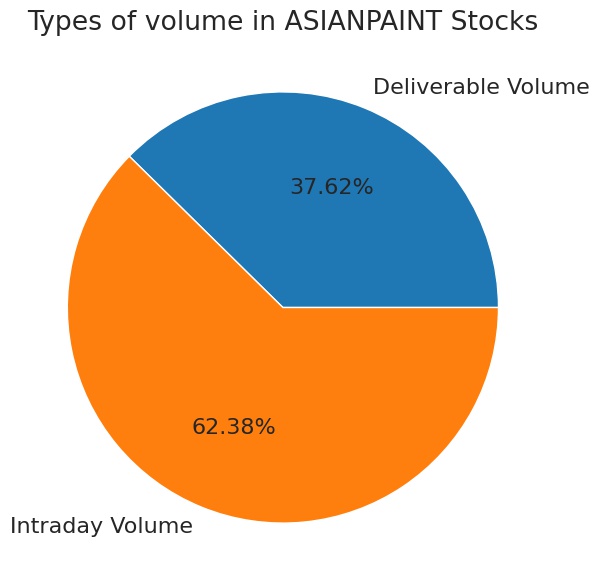 Types of volume in ASIANPAINT Stocks
Deliverable Volume
37.62%
62.38%
Intraday Volume